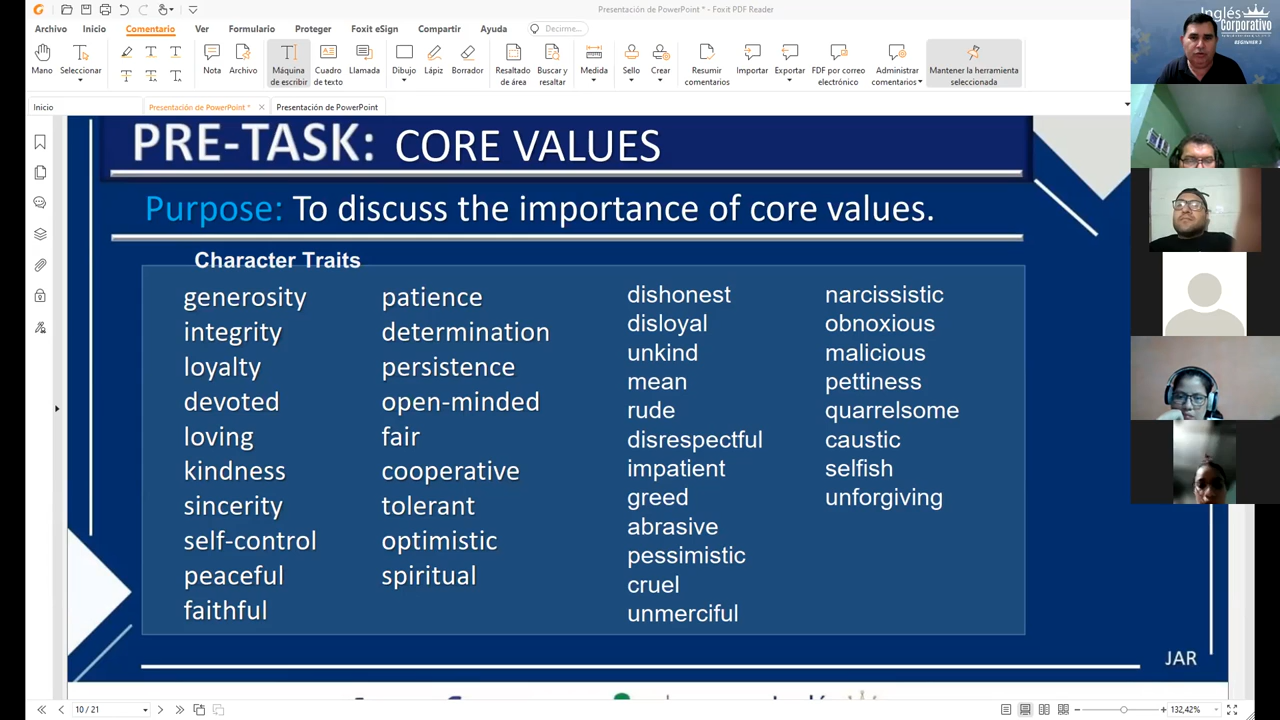 Presentación de PowerPoint * - Foxit PDF Reader
Archivo Inicio Comentario Ver Formulario Proteger Foxit eSign Compartir Ayuda Decirme...
Mano
Seleccionar
Nota
Archivo
Máquina de escribir
Cuadro de texto
Llamada
Dibujo
Lápiz
Borrador
Resaltado de área
Buscar y resaltar
Medida
Sello
Crear
Resumir comentarios
Importar
Exportar
PDF por correo electrónico
Administrar comentarios
Mantener la herramienta seleccionada
Inicio
Presentación de PowerPoint *
Presentación de PowerPoint
Inglés
Corporativo
BEGINNER 3
PRE-TASK: CORE VALUES
Purpose: To discuss the importance of core values.
Character Traits
generosity
integrity
loyalty
devoted
loving
kindness
sincerity
self-control
peaceful
faithful
patience
determination
persistence
open-minded
fair
cooperative
tolerant
optimistic
spiritual
dishonest
disloyal
unkind
mean
rude
disrespectful
impatient
greed
abrasive
pessimistic
cruel
unmerciful
narcissistic
obnoxious
malicious
pettiness
quarrelsome
caustic
selfish
unforgiving
JAR
10 / 21
132,42%